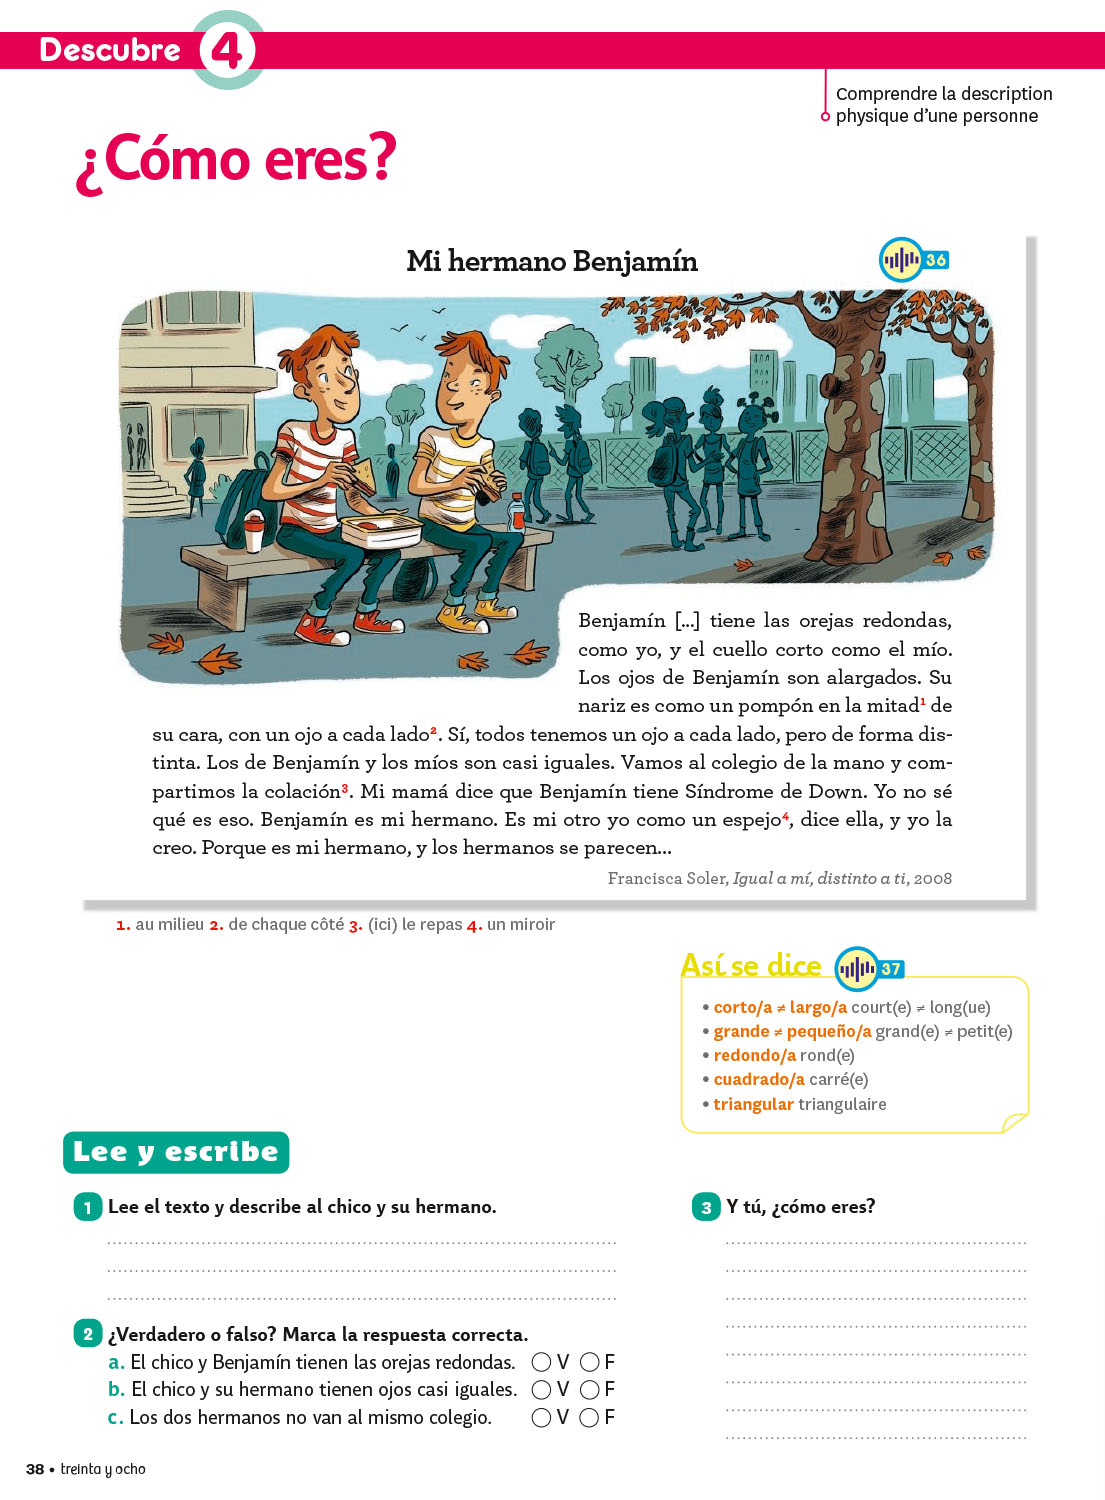 Descubre 4
Comprendre la description
physique d'une personne
¿Cómo eres?
Mi hermano Benjamín
36
Benjamín [...] tiene las orejas redondas,
como yo, y el cuello corto como el mío.
Los ojos de Benjamín son alargados. Su
nariz es como un pompón en la mitad1 de
su cara, con un ojo a cada lado2. Sí, todos tenemos un ojo a cada lado, pero de forma dis-
tinta. Los de Benjamín y los míos son casi iguales. Vamos al colegio de la mano y com-
partimos la colación3. Mi mamá dice que Benjamín tiene Síndrome de Down. Yo no sé
qué es eso. Benjamín es mi hermano. Es mi otro yo como un espejo4, dice ella, y yo la
creo. Porque es mi hermano, y los hermanos se parecen...
Francisca Soler, Igual a mí, distinto a ti, 2008
1. au milieu 2. de chaque côté 3. (ici) le repas 4. un miroir
Así se dice 37
• corto/a ≠ largo/a court(e) ≠ long(ue)
• grande ≠ pequeño/a grand(e) ≠ petit(e)
• redondo/a rond(e)
• cuadrado/a carré(e)
• triangular triangulaire
Lee y escribe
1 Lee el texto y describe al chico y su hermano.
2 ¿Verdadero o falso? Marca la respuesta correcta.
a. El chico y Benjamín tienen las orejas redondas. V F
b. El chico y su hermano tienen ojos casi iguales. V F
c. Los dos hermanos no van al mismo colegio. V F
3 Y tú, ¿cómo eres?
38 • treinta y ocho